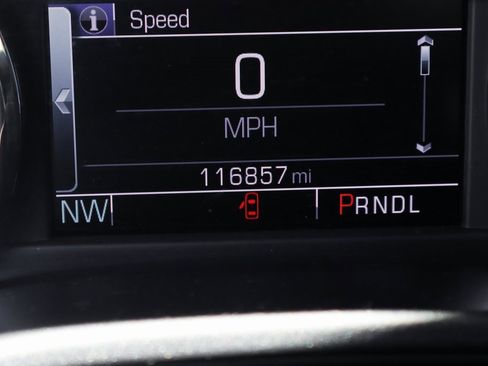 Speed
0
MPH
116857 mi
NW PRNDL